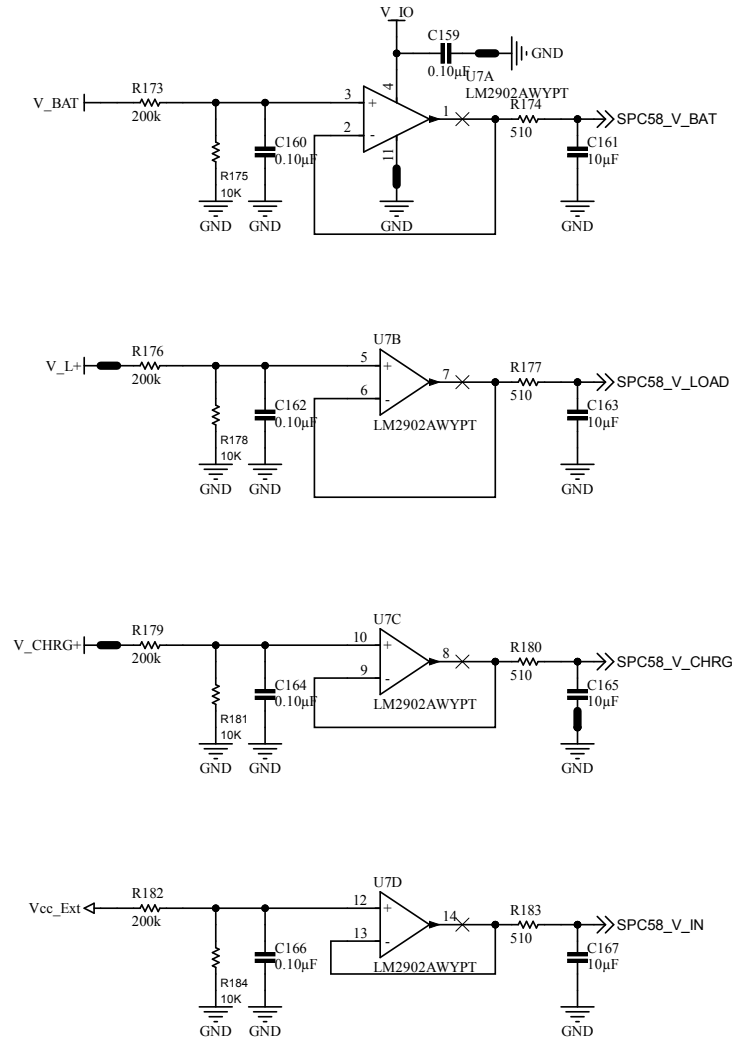 V_IO
C159
0.10µF
GND
U7A
LM2902AWYPT
V_BAT
R173
200k
3
+
2
-
4
11
1
R174
510
SPC58_V_BAT
C160
0.10µF
R175
10K
C161
10µF
GND
GND
GND
GND
U7B
V_L+
R176
200k
5
+
6
-
7
LM2902AWYPT
R177
510
SPC58_V_LOAD
C162
0.10µF
R178
10K
C163
10µF
GND
GND
GND
U7C
V_CHRG+
R179
200k
10
+
9
-
8
LM2902AWYPT
R180
510
SPC58_V_CHRG
C164
0.10µF
R181
10K
C165
10µF
GND
GND
GND
U7D
Vcc_Ext
R182
200k
12
+
13
-
14
LM2902AWYPT
R183
510
SPC58_V_IN
C166
0.10µF
R184
10K
C167
10µF
GND
GND
GND